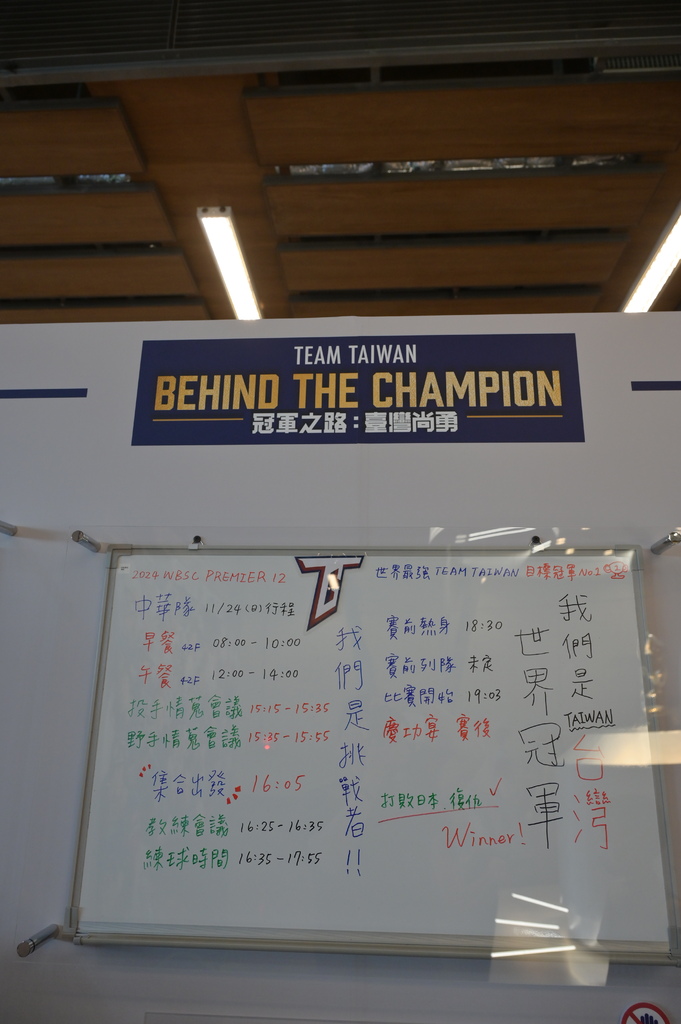 TEAM TAIWAN
BEHIND THE CHAMPION
冠軍之路：臺灣尚勇
2024 WBSC PREMIER 12
中華隊 11/24(日)行程
早餐 42F 08:00-10:00
午餐 42F 12:00-14:00
投手情蒐會議 15:15-15:35
野手情蒐會議 15:35-15:55
集合出發 16:05
教練會議 16:25-16:35
練球時間 16:35-17:55
我們是挑戰者!!
世界最強 TEAM TAIWAN 目標冠軍 No.1
賽前熱身 18:30
賽前列隊 未定
比賽開始 19:03
慶功宴 賽後
打敗日本、復仇 ✓
Winner!
我們是 TAIWAN 台灣
世界冠軍